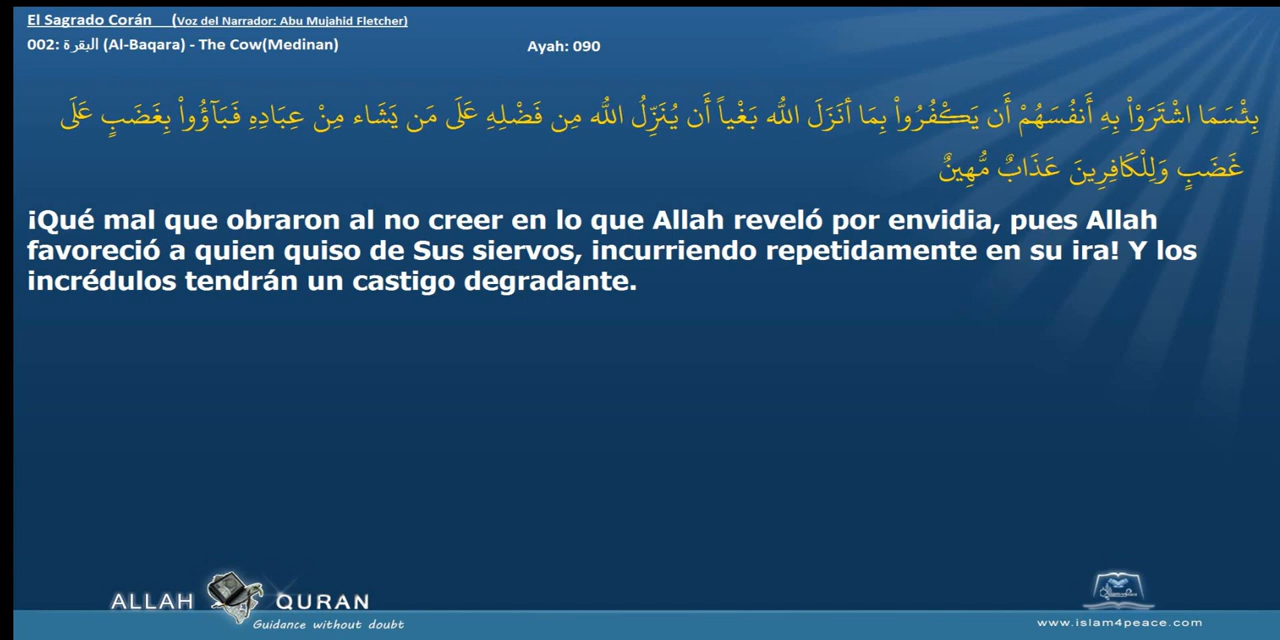 El Sagrado Corán (Voz del Narrador: Abu Mujahid Fletcher)
002: البقرة (Al-Baqara) - The Cow(Medinan)
Ayah: 090
بِئْسَمَا اشْتَرَوْاْ بِهِ أَنفُسَهُمْ أَن يَكْفُرُواْ بِمَا أنَزَلَ اللّه بَغْياً أَن يُنَزِّلُ اللّه مِن فَضْلِهِ عَلَى مَن يَشَاء مِنْ عِبَادِهِ فَبَآؤُواْ بِغَضَبٍ عَلَى
غَضَبٍ وَلِلْكَافِرِينَ عَذَابٌ مُّهِينٌ
¡Qué mal que obraron al no creer en lo que Allah reveló por envidia, pues Allah
favoreció a quien quiso de Sus siervos, incurriendo repetidamente en su ira! Y los
incrédulos tendrán un castigo degradante.
ALLAH QURAN
Guidance without doubt
www.islam4peace.com